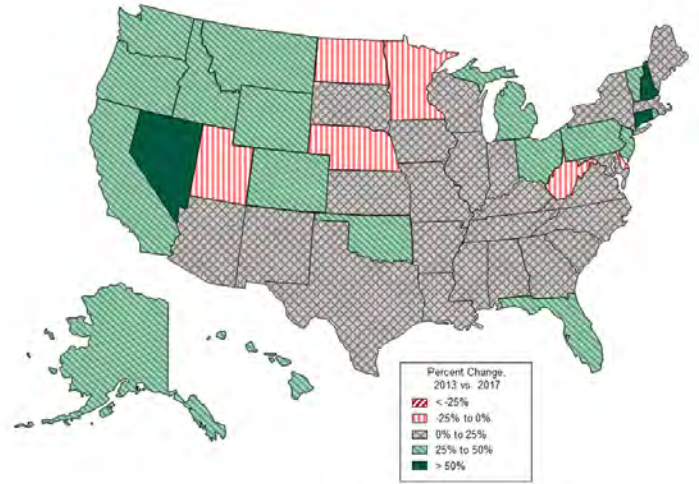 Percent Change,
2013 vs. 2017
< -25%
-25% to 0%
0% to 25%
25% to 50%
> 50%